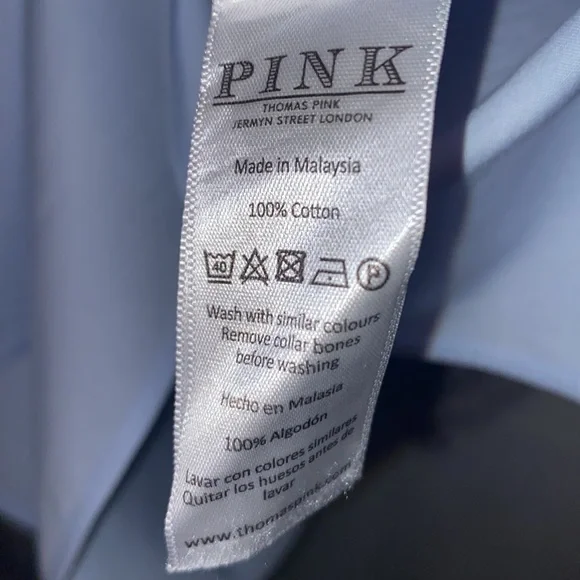 PINK
THOMAS PINK
JERMYN STREET LONDON
Made in Malaysia
100% Cotton
40 P
Wash with similar colours
Remove collar bones
before washing
Hecho en Malasia
100% Algodón
Lavar con colores similares
Quitar los huesos antes de
lavar
www.thomaspink.com